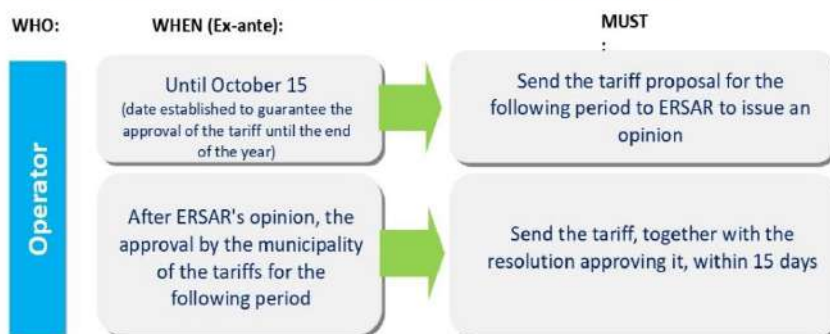 WHO:
WHEN (Ex-ante):
MUST
:
Operator
Until October 15
(date established to guarantee the
approval of the tariff until the end
of the year)
Send the tariff proposal for the
following period to ERSAR to issue an
opinion
After ERSAR's opinion, the
approval by the municipality
of the tariffs for the
following period
Send the tariff, together with the
resolution approving it, within 15 days